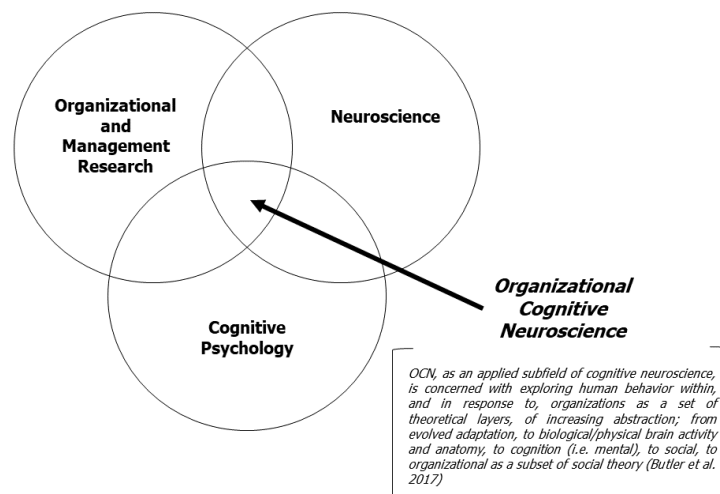 Organizational
and
Management
Research
Neuroscience
Cognitive
Psychology
Organizational
Cognitive
Neuroscience
OCN, as an applied subfield of cognitive neuroscience,
is concerned with exploring human behavior within,
and in response to, organizations as a set of
theoretical layers, of increasing abstraction; from
evolved adaptation, to biological/physical brain activity
and anatomy, to cognition (i.e. mental), to social, to
organizational as a subset of social theory (Butler et al.
2017)